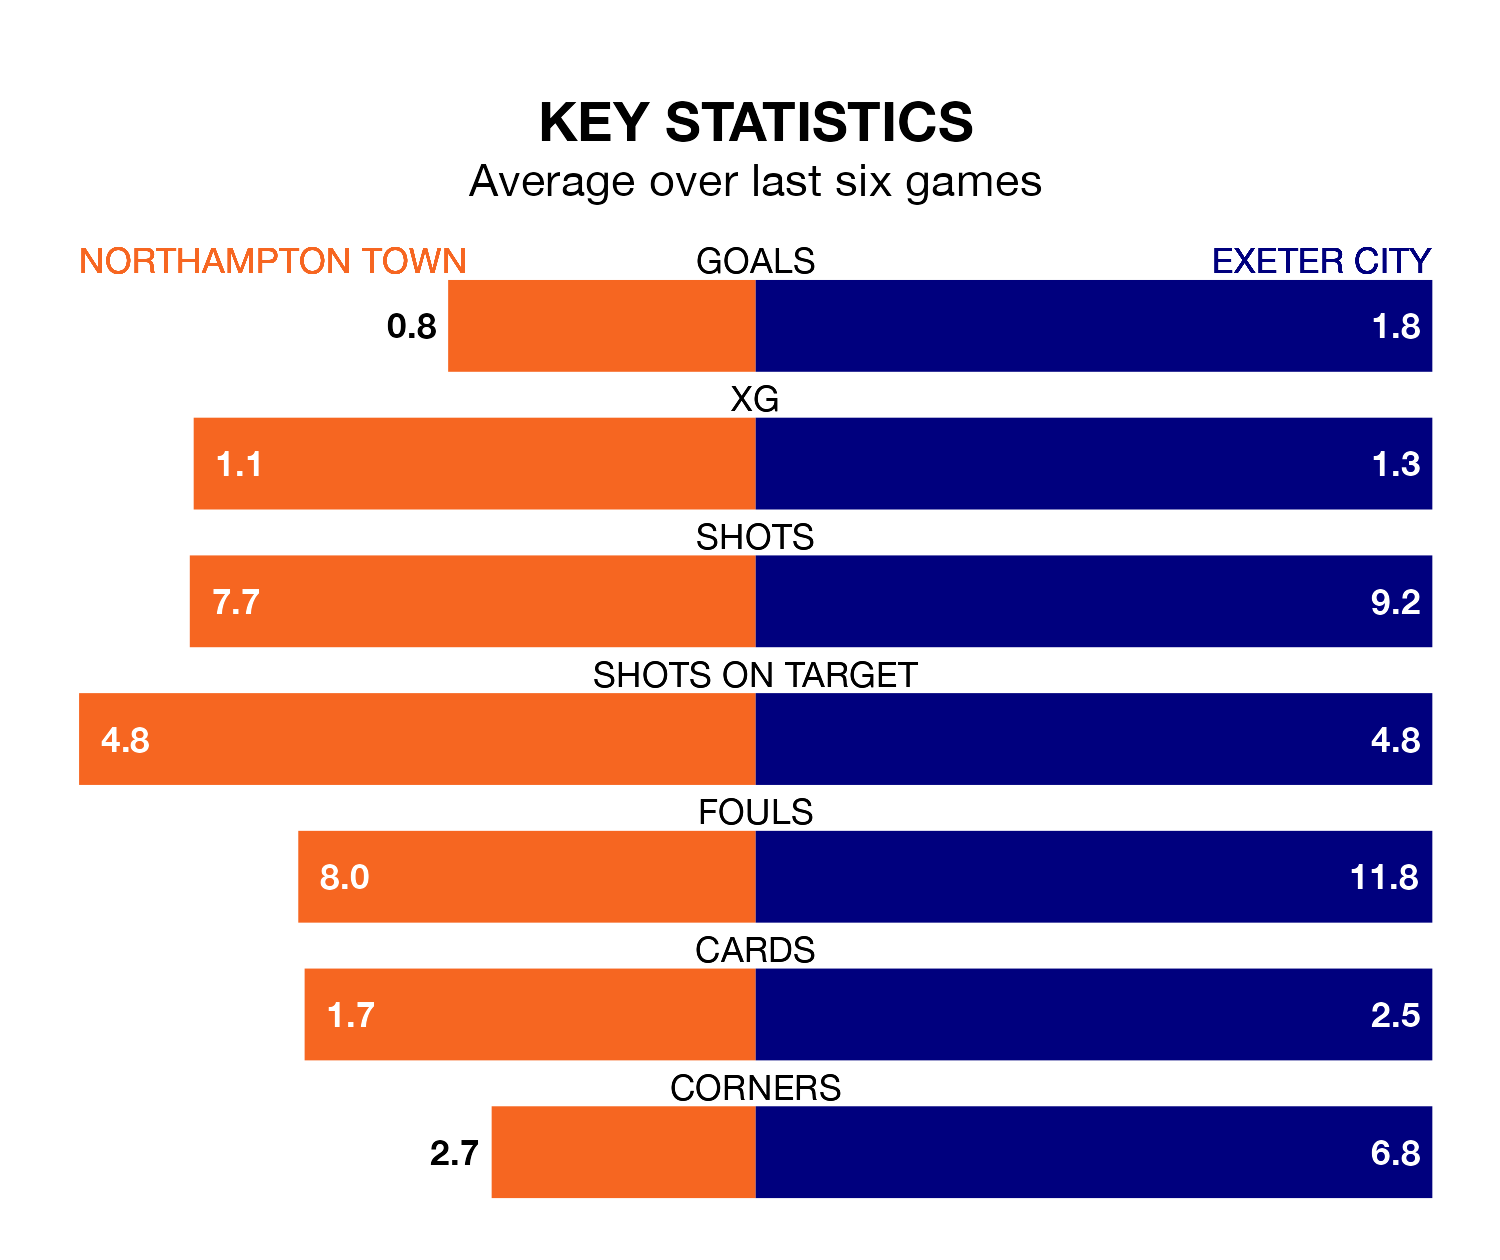 KEY STATISTICS
Average over last six games
NORTHAMPTON TOWN GOALS EXETER CITY
0.8 1.8
XG
1.1 1.3
SHOTS
7.7 9.2
SHOTS ON TARGET
4.8 4.8
FOULS
8.0 11.8
CARDS
1.7 2.5
CORNERS
2.7 6.8